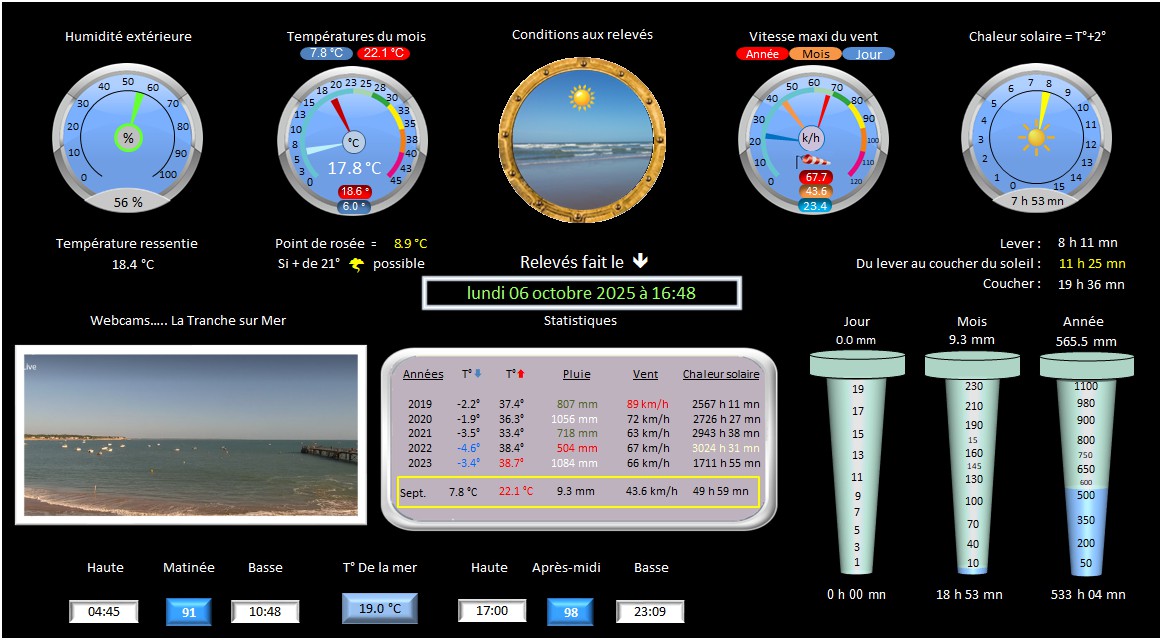 Humidité extérieure
Températures du mois
Conditions aux relevés
Vitesse maxi du vent
Chaleur solaire = T°+2°
7.8 °C 22.1 °C
Année Mois Jour
0 10 20 30 40 50 60 70 80 90 100
%
56 %
0 3 5 8 10 13 15 18 20 23 25 28 30 33 35 38 40 43 45
°C
17.8 °C
18.6 °
6.0 °
0 10 20 30 40 50 60 70 80 90 100 110 120
k/h
67.7
43.6
23.4
0 1 2 3 4 5 6 7 8 9 10 11 12 13 14 15
7 h 53 mn
Température ressentie
18.4 °C
Point de rosée = 8.9 °C
Si + de 21° possible
Relevés fait le
lundi 06 octobre 2025 à 16:48
Lever : 8 h 11 mn
Du lever au coucher du soleil : 11 h 25 mn
Coucher : 19 h 36 mn
Webcams..... La Tranche sur Mer
Statistiques
Live
Années T° T° Pluie Vent Chaleur solaire
2019 -2.2° 37.4° 807 mm 89 km/h 2567 h 11 mn
2020 -1.9° 36.3° 1056 mm 72 km/h 2726 h 27 mn
2021 -3.5° 33.4° 718 mm 63 km/h 2943 h 38 mn
2022 -4.6° 38.4° 504 mm 67 km/h 3024 h 31 mn
2023 -3.4° 38.7° 1084 mm 66 km/h 1711 h 55 mn
Sept. 7.8 °C 22.1 °C 9.3 mm 43.6 km/h 49 h 59 mn
Jour
0.0 mm
19
17
15
13
11
9
7
5
3
1
0 h 00 mn
Mois
9.3 mm
230
210
190
15
160
145
130
100
70
40
10
18 h 53 mn
Année
565.5 mm
1100
980
900
800
750
650
600
500
350
200
50
533 h 04 mn
Haute Matinée Basse T° De la mer Haute Après-midi Basse
04:45 91 10:48 19.0 °C 17:00 98 23:09